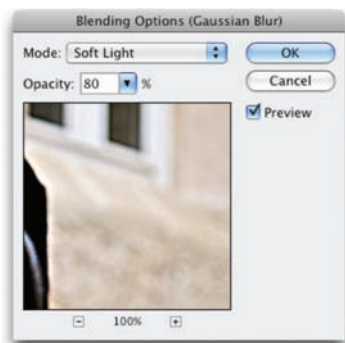 Blending Options (Gaussian Blur)
Mode: Soft Light
OK
Opacity: 80 %
Cancel
Preview
100%